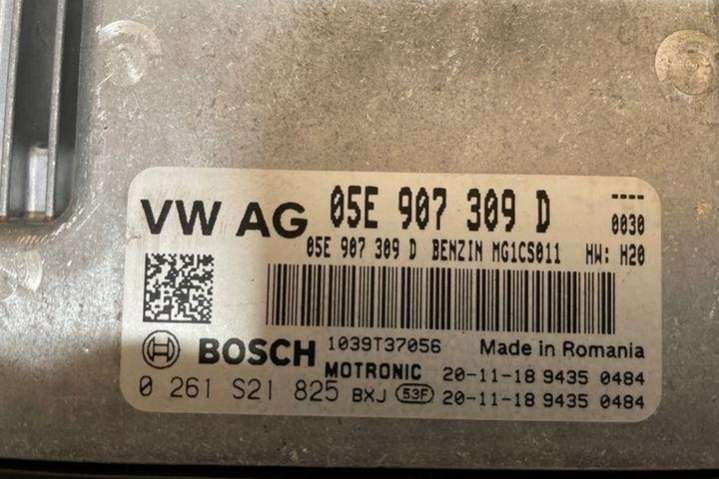 VW AG 05E 907 309 D ----
0030
05E 907 309 D BENZIN MG1CS011 HW: H20
BOSCH 1039T37056 Made in Romania
MOTRONIC 20-11-18 9435 0484
0 261 S21 825 BXJ 53F 20-11-18 9435 0484